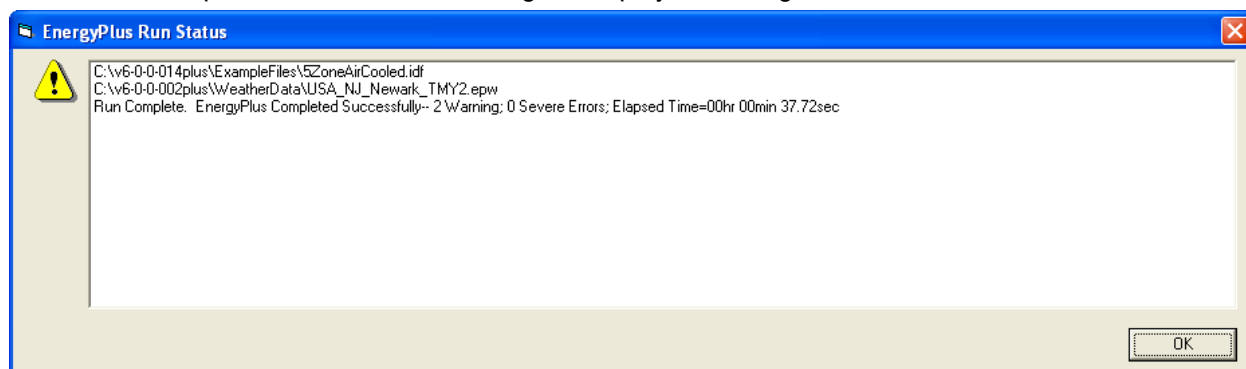 EnergyPlus Run Status
C:\v6-0-0-014plus\ExampleFiles\5ZoneAirCooled.idf
C:\v6-0-0-002plus\WeatherData\USA_NJ_Newark_TMY2.epw
Run Complete.  EnergyPlus Completed Successfully-- 2 Warning; 0 Severe Errors; Elapsed Time=00hr 00min 37.72sec
OK